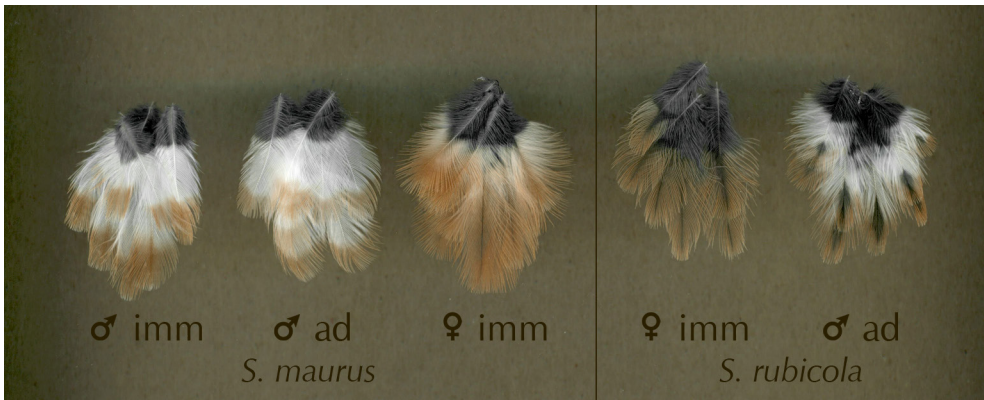 ♂ imm ♂ ad ♀ imm ♀ imm ♂ ad
S. maurus S. rubicola